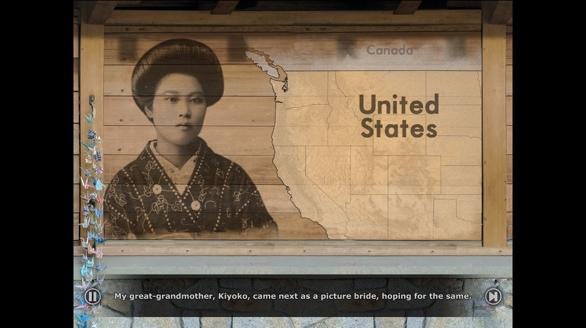 Canada
United
States
My great-grandmother, Kiyoko, came next as a picture bride, hoping for the same.